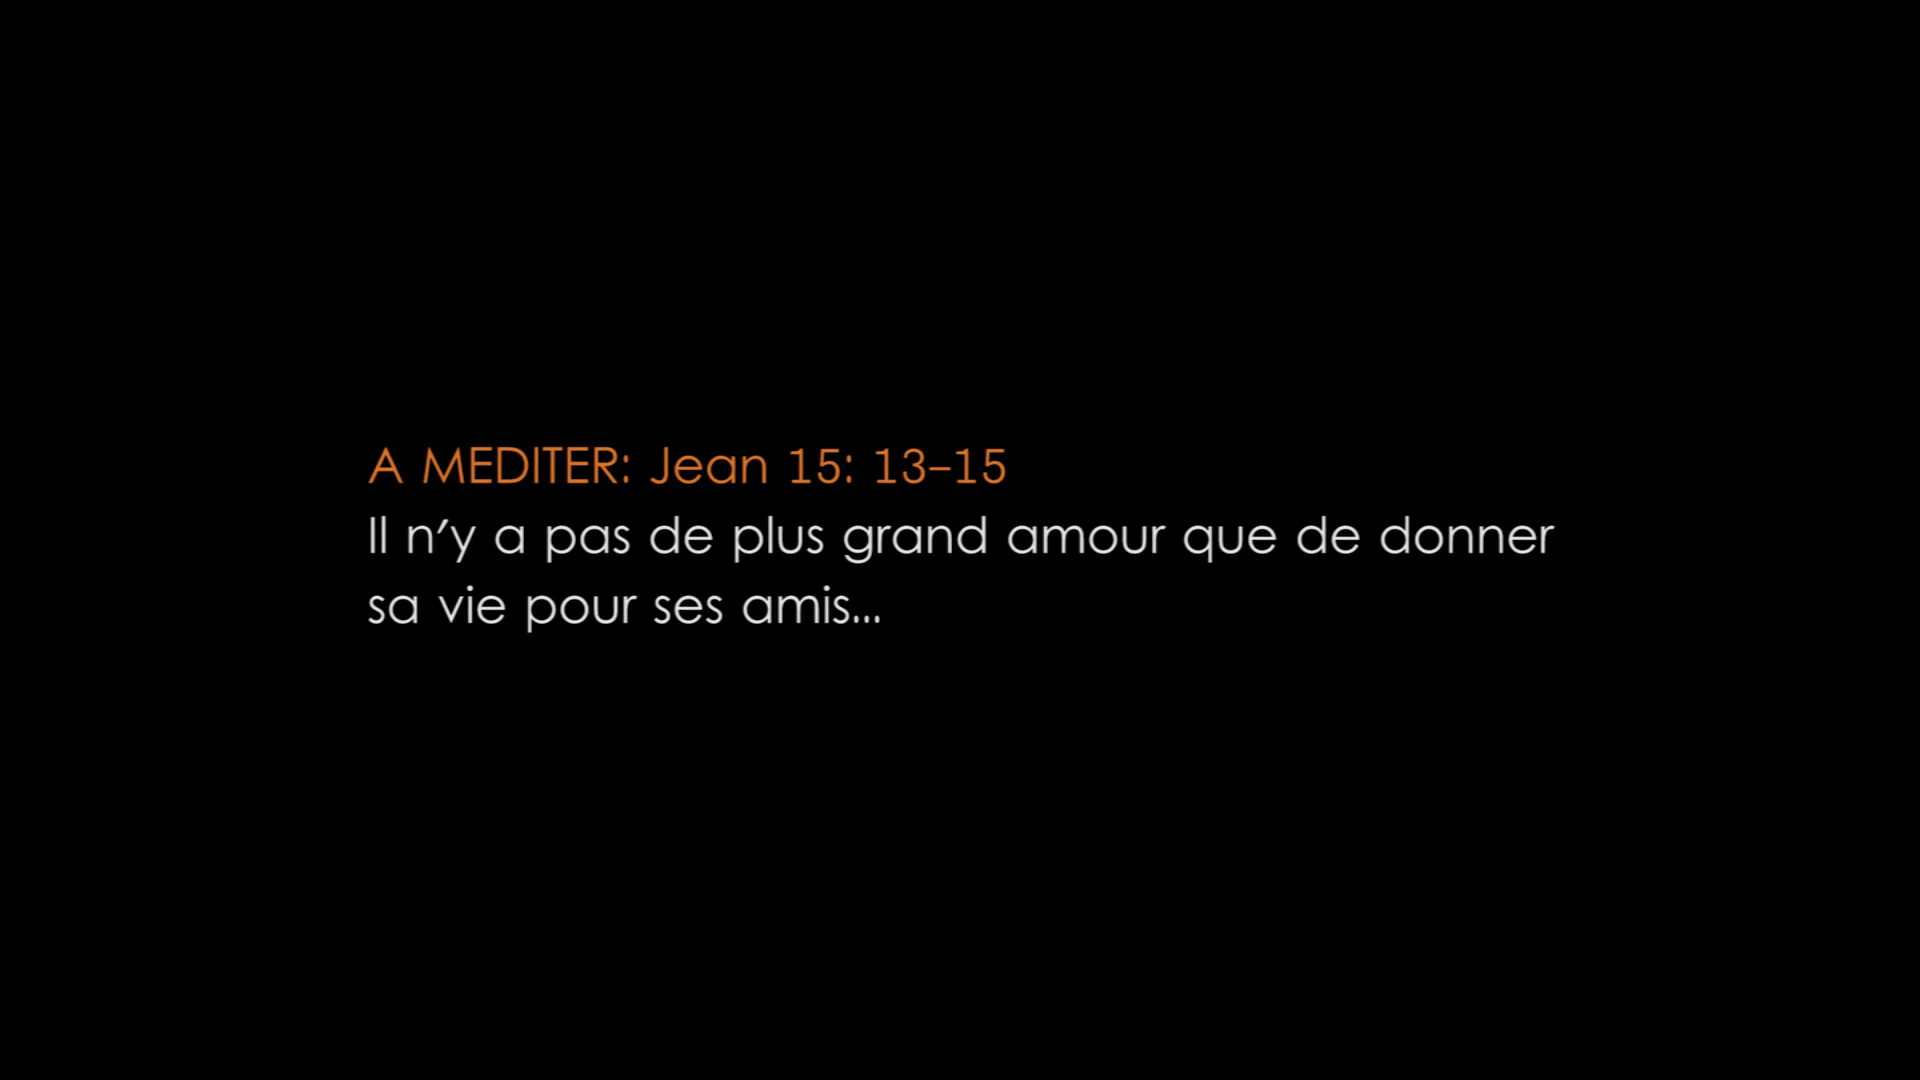 A MEDITER: Jean 15: 13–15
Il n'y a pas de plus grand amour que de donner
sa vie pour ses amis...